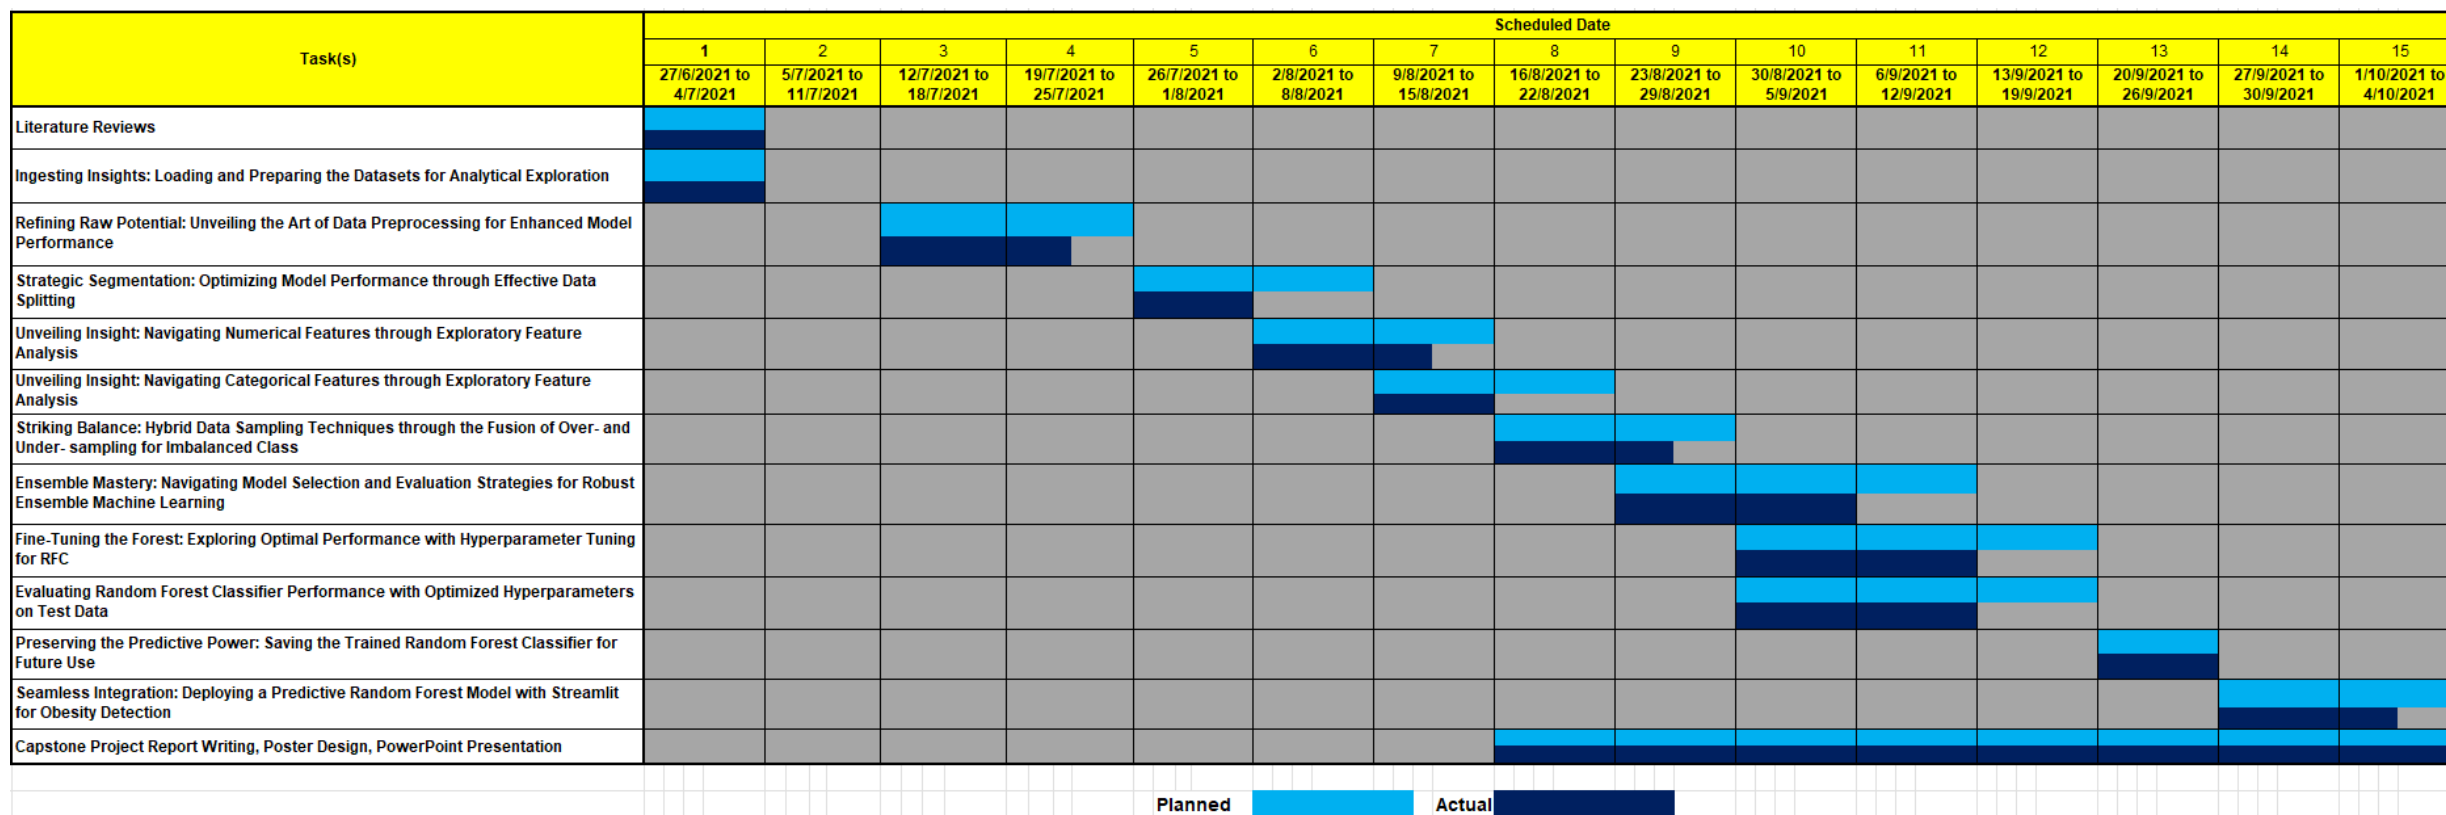 Scheduled Date
Task(s)
1 2 3 4 5 6 7 8 9 10 11 12 13 14 15
27/6/2021 to 5/7/2021 to 12/7/2021 to 19/7/2021 to 26/7/2021 to 2/8/2021 to 9/8/2021 to 16/8/2021 to 23/8/2021 to 30/8/2021 to 6/9/2021 to 13/9/2021 to 20/9/2021 to 27/9/2021 to 1/10/2021 to
4/7/2021 11/7/2021 18/7/2021 25/7/2021 1/8/2021 8/8/2021 15/8/2021 22/8/2021 29/8/2021 5/9/2021 12/9/2021 19/9/2021 26/9/2021 30/9/2021 4/10/2021
Literature Reviews
Ingesting Insights: Loading and Preparing the Datasets for Analytical Exploration
Refining Raw Potential: Unveiling the Art of Data Preprocessing for Enhanced Model
Performance
Strategic Segmentation: Optimizing Model Performance through Effective Data
Splitting
Unveiling Insight: Navigating Numerical Features through Exploratory Feature
Analysis
Unveiling Insight: Navigating Categorical Features through Exploratory Feature
Analysis
Striking Balance: Hybrid Data Sampling Techniques through the Fusion of Over- and
Under- sampling for Imbalanced Class
Ensemble Mastery: Navigating Model Selection and Evaluation Strategies for Robust
Ensemble Machine Learning
Fine-Tuning the Forest: Exploring Optimal Performance with Hyperparameter Tuning
for RFC
Evaluating Random Forest Classifier Performance with Optimized Hyperparameters
on Test Data
Preserving the Predictive Power: Saving the Trained Random Forest Classifier for
Future Use
Seamless Integration: Deploying a Predictive Random Forest Model with Streamlit
for Obesity Detection
Capstone Project Report Writing, Poster Design, PowerPoint Presentation
Planned Actual